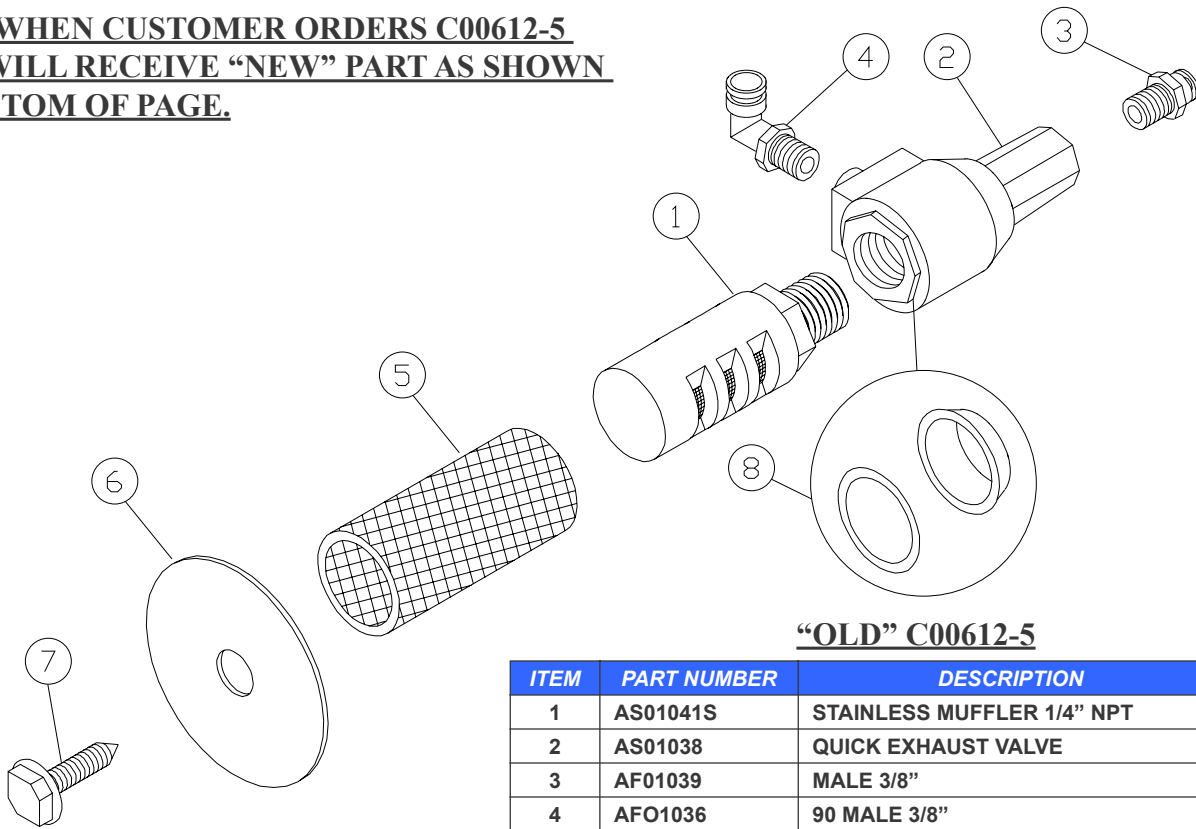 WHEN CUSTOMER ORDERS C00612-5
WILL RECEIVE “NEW” PART AS SHOWN
TOM OF PAGE.
3
4
2
1
5
8
6
7
“OLD” C00612-5
ITEM PART NUMBER DESCRIPTION
1 AS01041S STAINLESS MUFFLER 1/4” NPT
2 AS01038 QUICK EXHAUST VALVE
3 AF01039 MALE 3/8”
4 AFO1036 90 MALE 3/8”